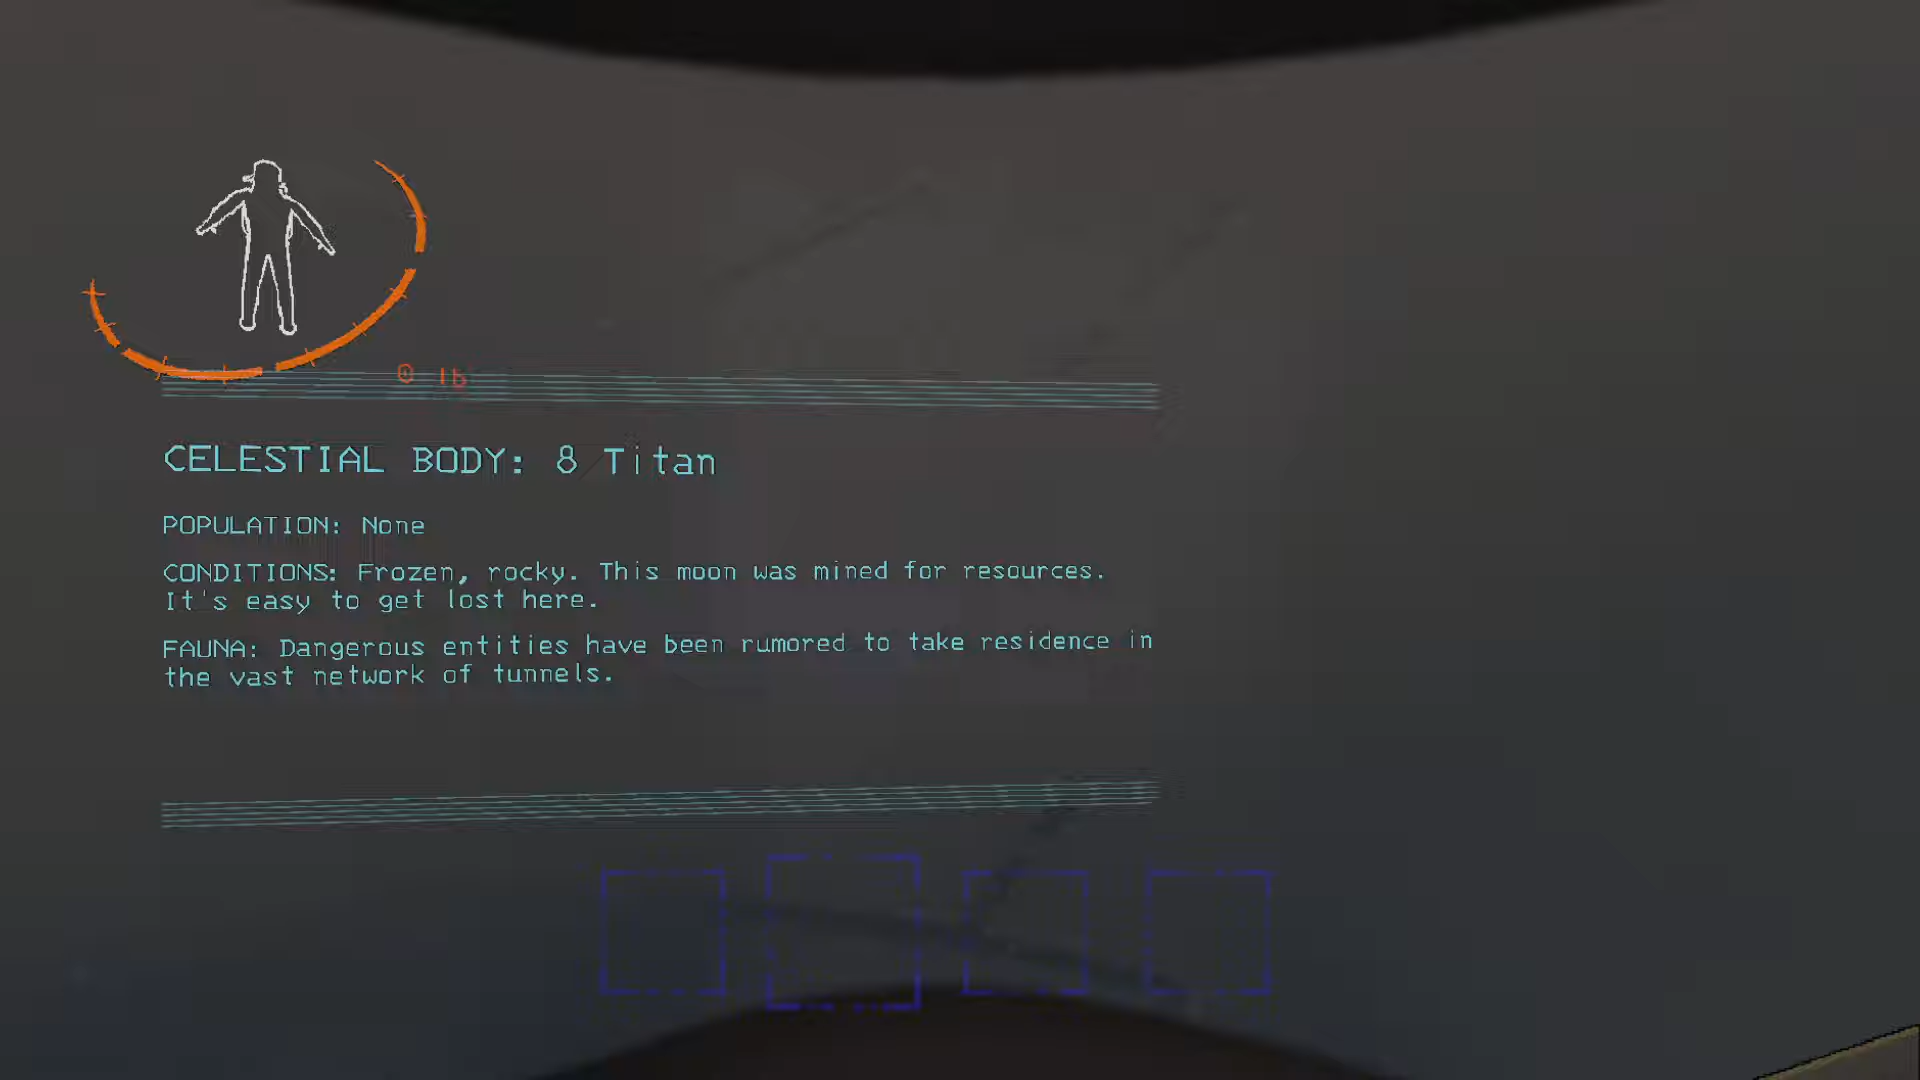 0 lb
CELESTIAL BODY: 8 Titan
POPULATION: None
CONDITIONS: Frozen, rocky. This moon was mined for resources.
It's easy to get lost here.
FAUNA: Dangerous entities have been rumored to take residence in
the vast network of tunnels.